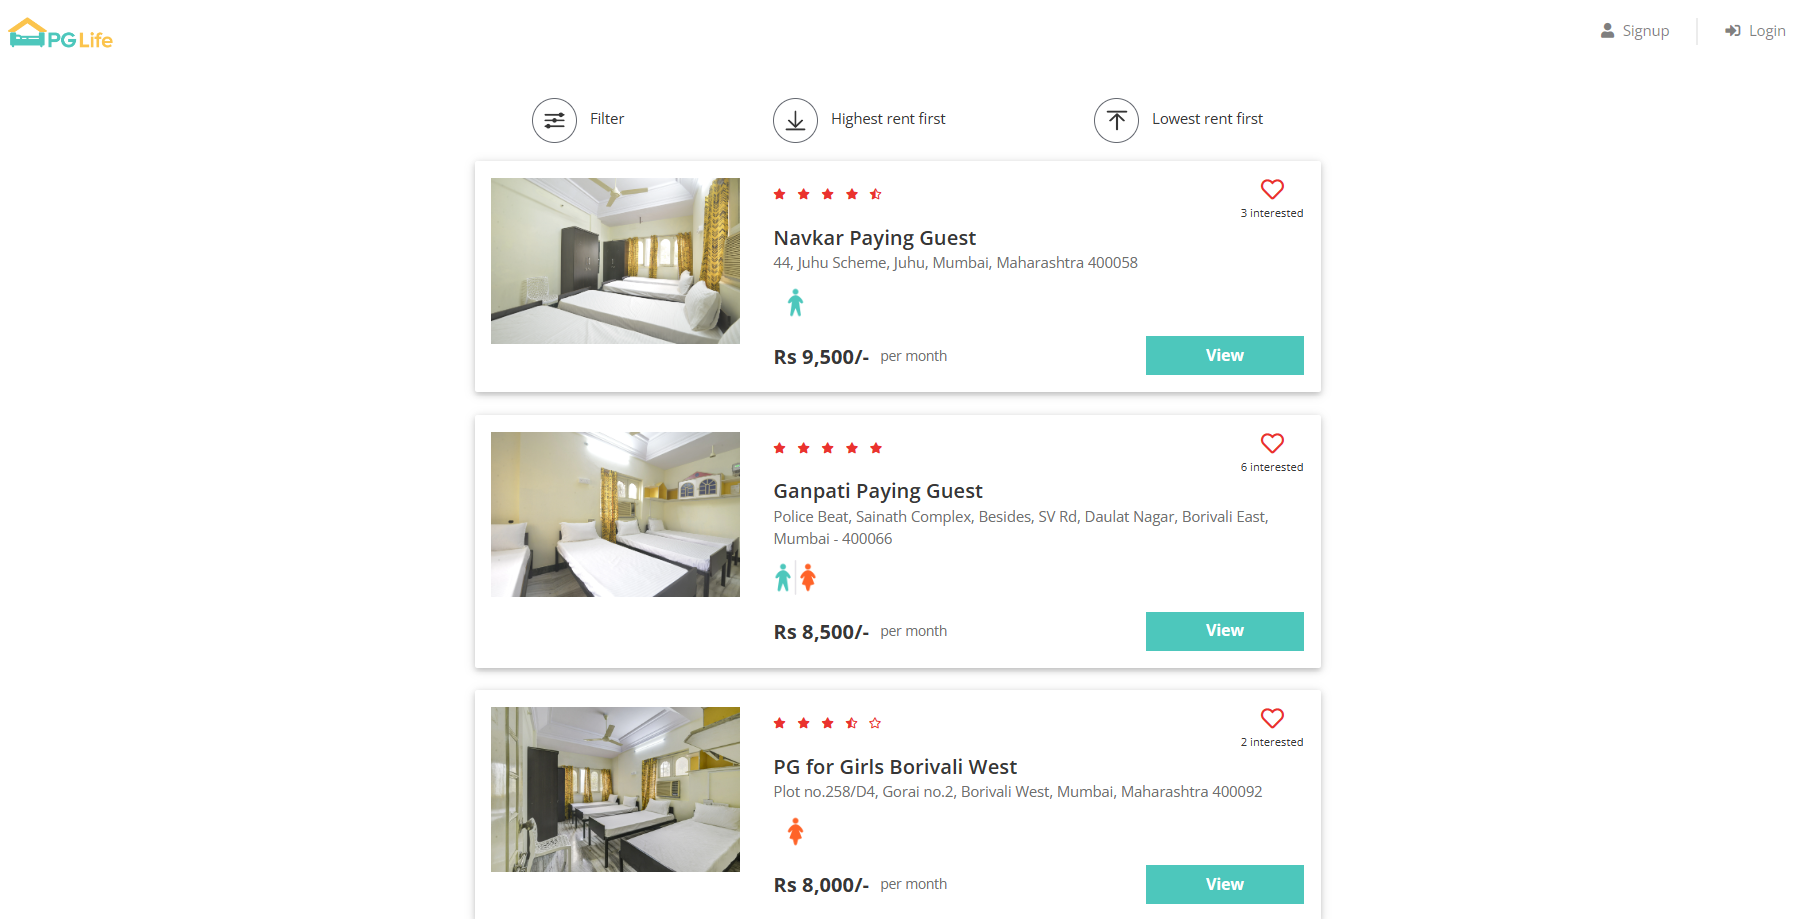 PG Life
Signup
Login
Filter
Highest rent first
Lowest rent first
3 interested
Navkar Paying Guest
44, Juhu Scheme, Juhu, Mumbai, Maharashtra 400058
Rs 9,500/- per month
View
6 interested
Ganpati Paying Guest
Police Beat, Sainath Complex, Besides, SV Rd, Daulat Nagar, Borivali East,
Mumbai - 400066
Rs 8,500/- per month
View
2 interested
PG for Girls Borivali West
Plot no.258/D4, Gorai no.2, Borivali West, Mumbai, Maharashtra 400092
Rs 8,000/- per month
View